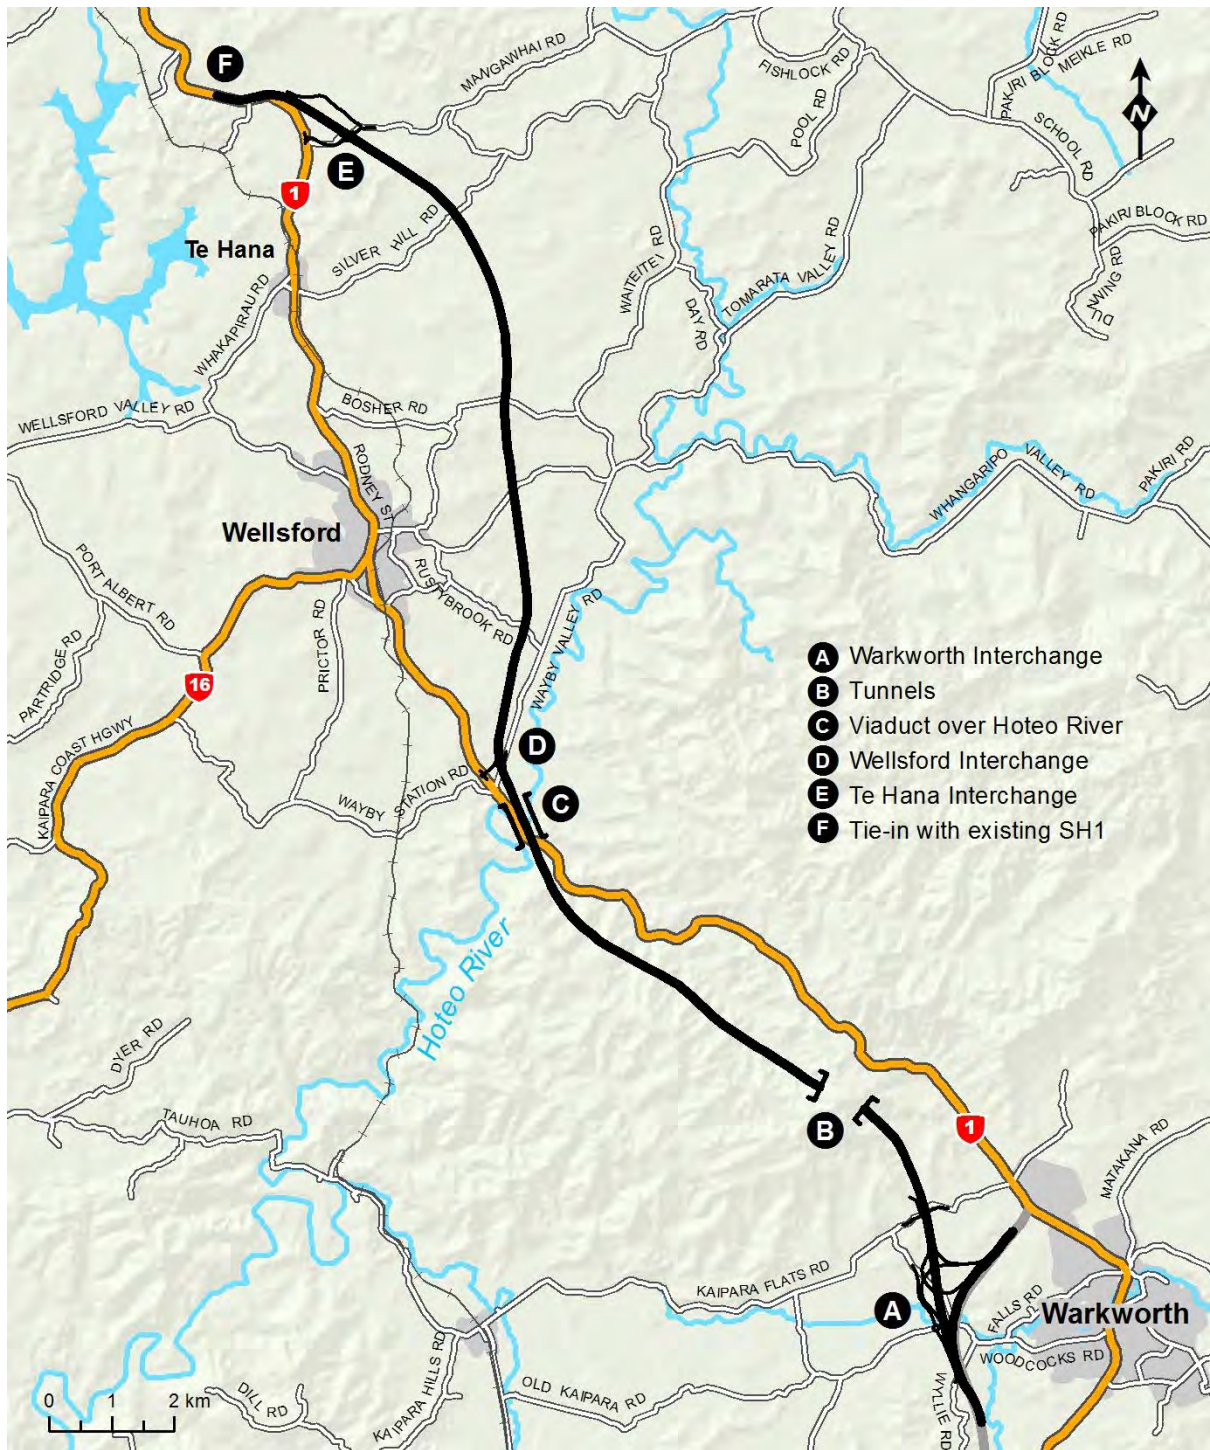 F
MANGAWHAI RD
FISHLOCK RD
PAKIRI BLOCK RD
MEIKLE RD
N
POOL RD
SCHOOL RD
E
1
SILVER HILL RD
Te Hana
WAITEITEI RD
TOMARATA VALLEY RD
PAKIRI BLOCK RD
DUNNING RD
DAY RD
WHAKAPIRAU RD
WELLSFORD VALLEY RD
BOSHER RD
RODNEY ST
WHANGARIPO VALLEY RD
PAKIRI RD
Wellsford
PORT ALBERT RD
RUSTYBROOK RD
WAYBY VALLEY RD
PARTRIDGE RD
PRICTOR RD
16
KAIPARA COAST HGWY
A Warkworth Interchange
B Tunnels
C Viaduct over Hoteo River
D Wellsford Interchange
E Te Hana Interchange
F Tie-in with existing SH1
D
WAYBY STATION RD
C
Hoteo River
DYER RD
TAUHOA RD
B
1
MATAKANA RD
KAIPARA FLATS RD
A
FALLS RD
Warkworth
WOODCOCKS RD
KAIPARA HILLS RD
DILL RD
OLD KAIPARA RD
WYLLIE RD
0 1 2 km